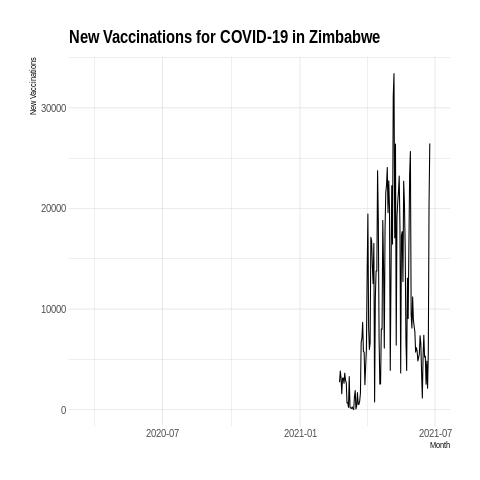 New Vaccinations for COVID-19 in Zimbabwe
New Vaccinations
30000
20000
10000
0
2020-07
2021-01
2021-07
Month